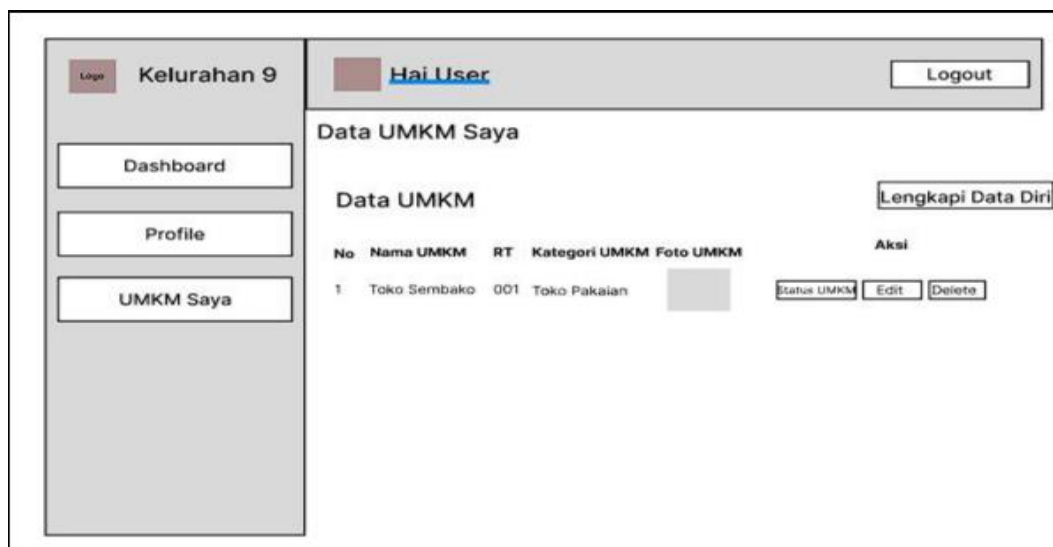 Logo
Kelurahan 9
Hai User
Logout
Dashboard
Profile
UMKM Saya
Data UMKM Saya
Data UMKM
Lengkapi Data Diri
No Nama UMKM RT Kategori UMKM Foto UMKM Aksi
1 Toko Sembako 001 Toko Pakaian Status UMKM Edit Delete